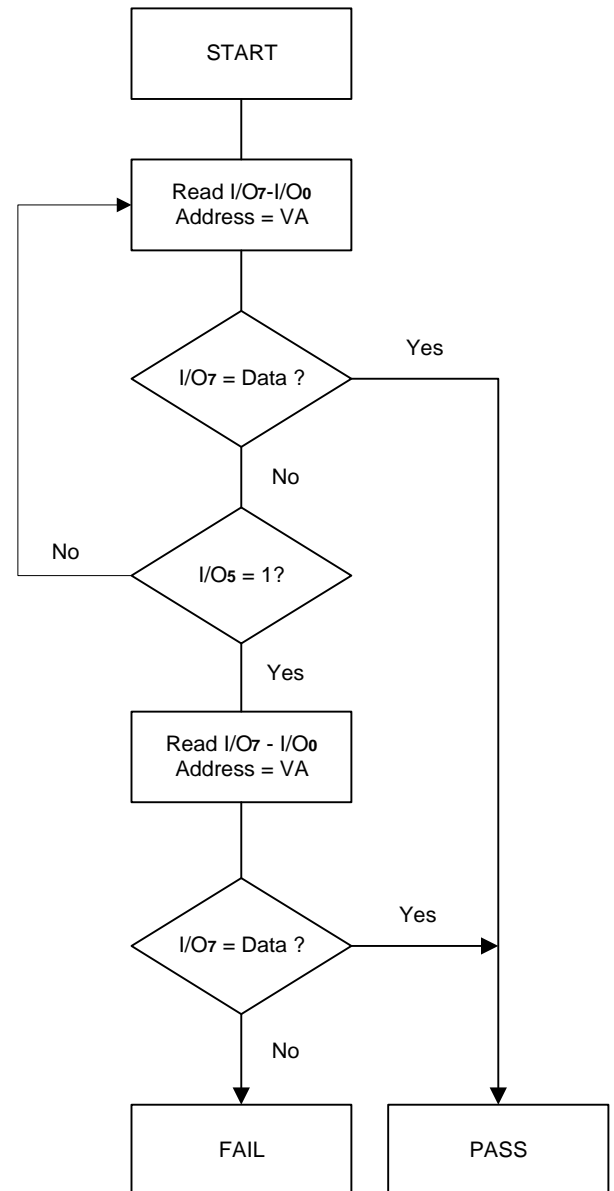 START
Read I/O7-I/O0
Address = VA
I/O7 = Data ?
Yes
No
I/O5 = 1?
No
Yes
Read I/O7 - I/O0
Address = VA
I/O7 = Data ?
Yes
No
FAIL
PASS